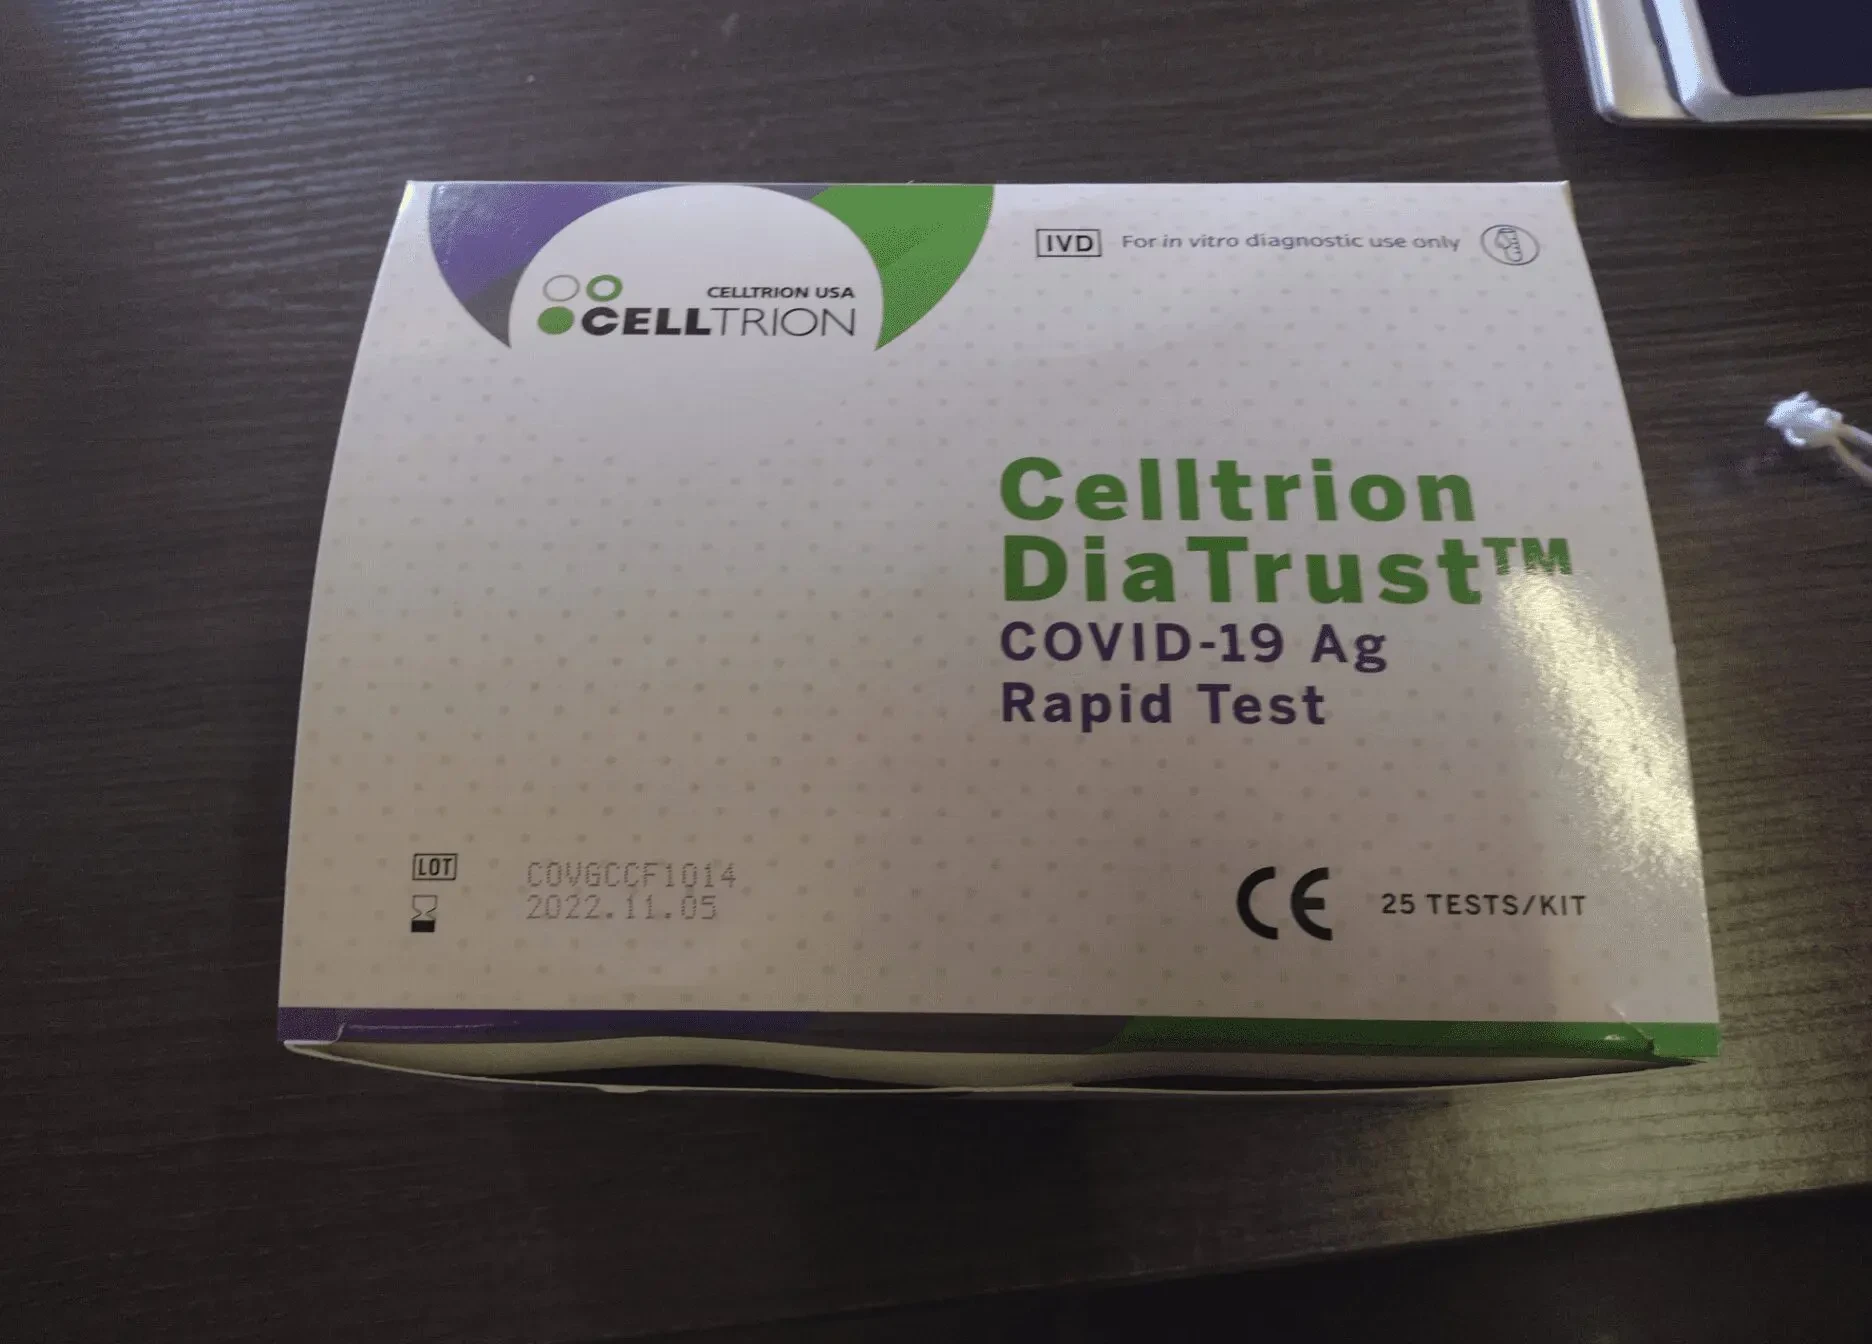 CELLTRION USA
CELLTRION
IVD For in vitro diagnostic use only
Celltrion
DiaTrust™
COVID-19 Ag
Rapid Test
LOT COVGCCF1014
2022.11.05
CE 25 TESTS/KIT